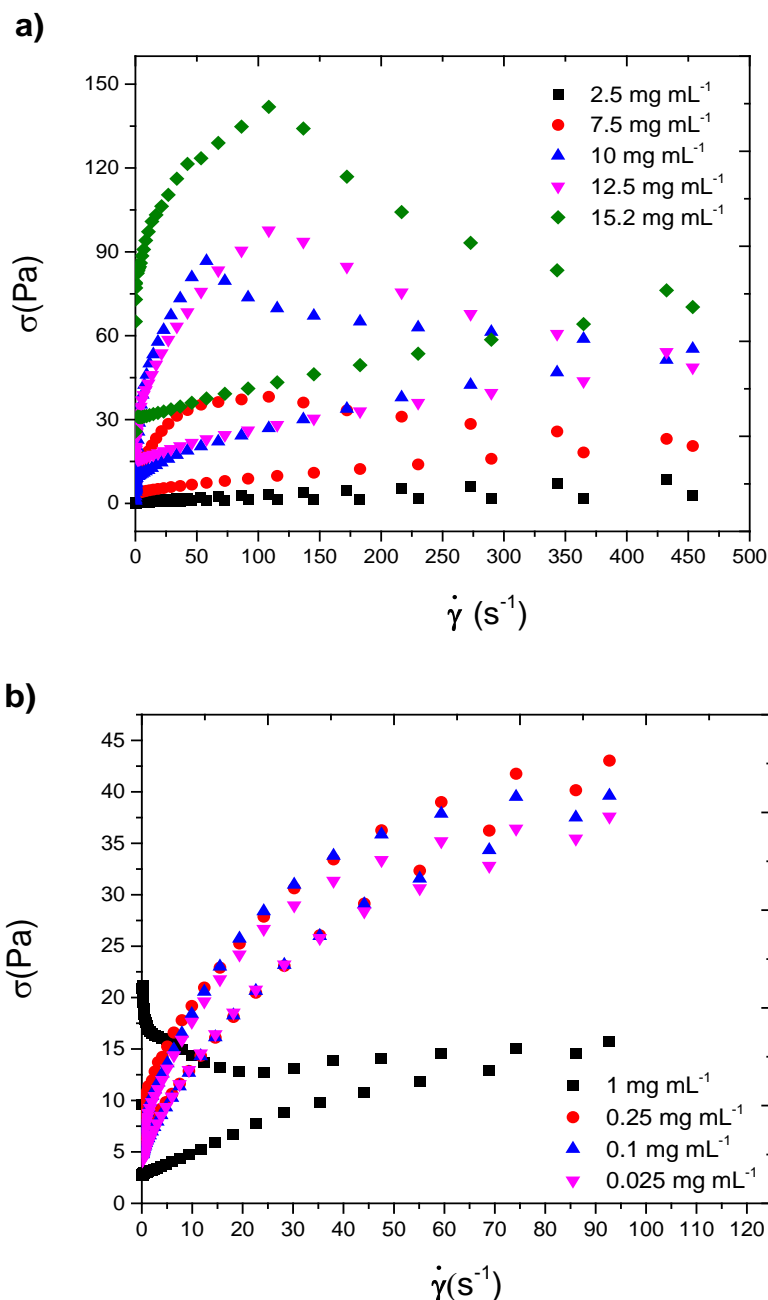 a)
150
120
90
60
30
0
σ(Pa)
2.5 mg mL⁻¹
7.5 mg mL⁻¹
10 mg mL⁻¹
12.5 mg mL⁻¹
15.2 mg mL⁻¹
0 50 100 150 200 250 300 350 400 450 500
γ̇ (s⁻¹)
b)
45
40
35
30
25
20
15
10
5
0
σ(Pa)
1 mg mL⁻¹
0.25 mg mL⁻¹
0.1 mg mL⁻¹
0.025 mg mL⁻¹
0 10 20 30 40 50 60 70 80 90 100 110 120
γ̇(s⁻¹)